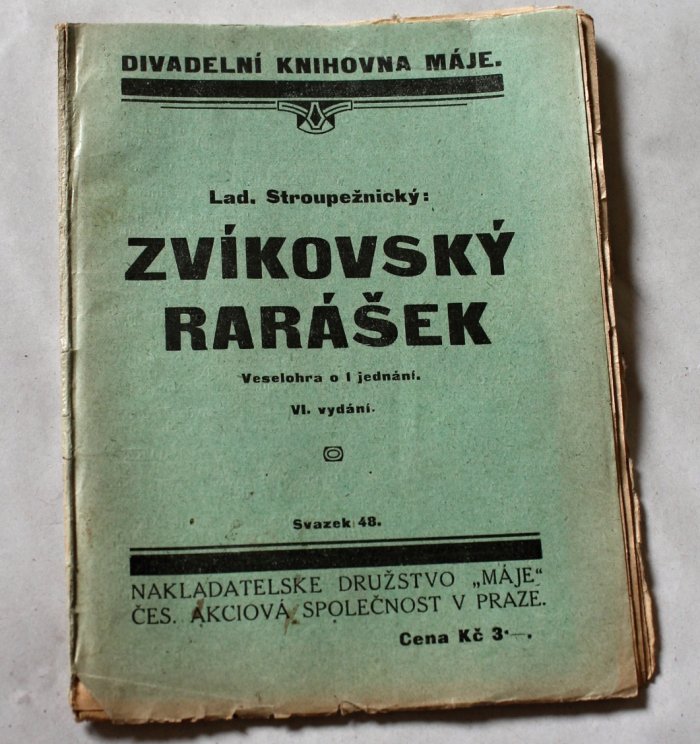 DIVADELNÍ KNIHOVNA MÁJE.
Lad. Stroupežnický:
ZVÍKOVSKÝ
RARÁŠEK
Veselohra o 1 jednání.
VI. vydání.
Svazek 48.
NAKLADATELSKE DRUŽSTVO „MÁJE“
ČES. AKCIOVÁ SPOLEČNOST V PRAZE.
Cena Kč 3·—.